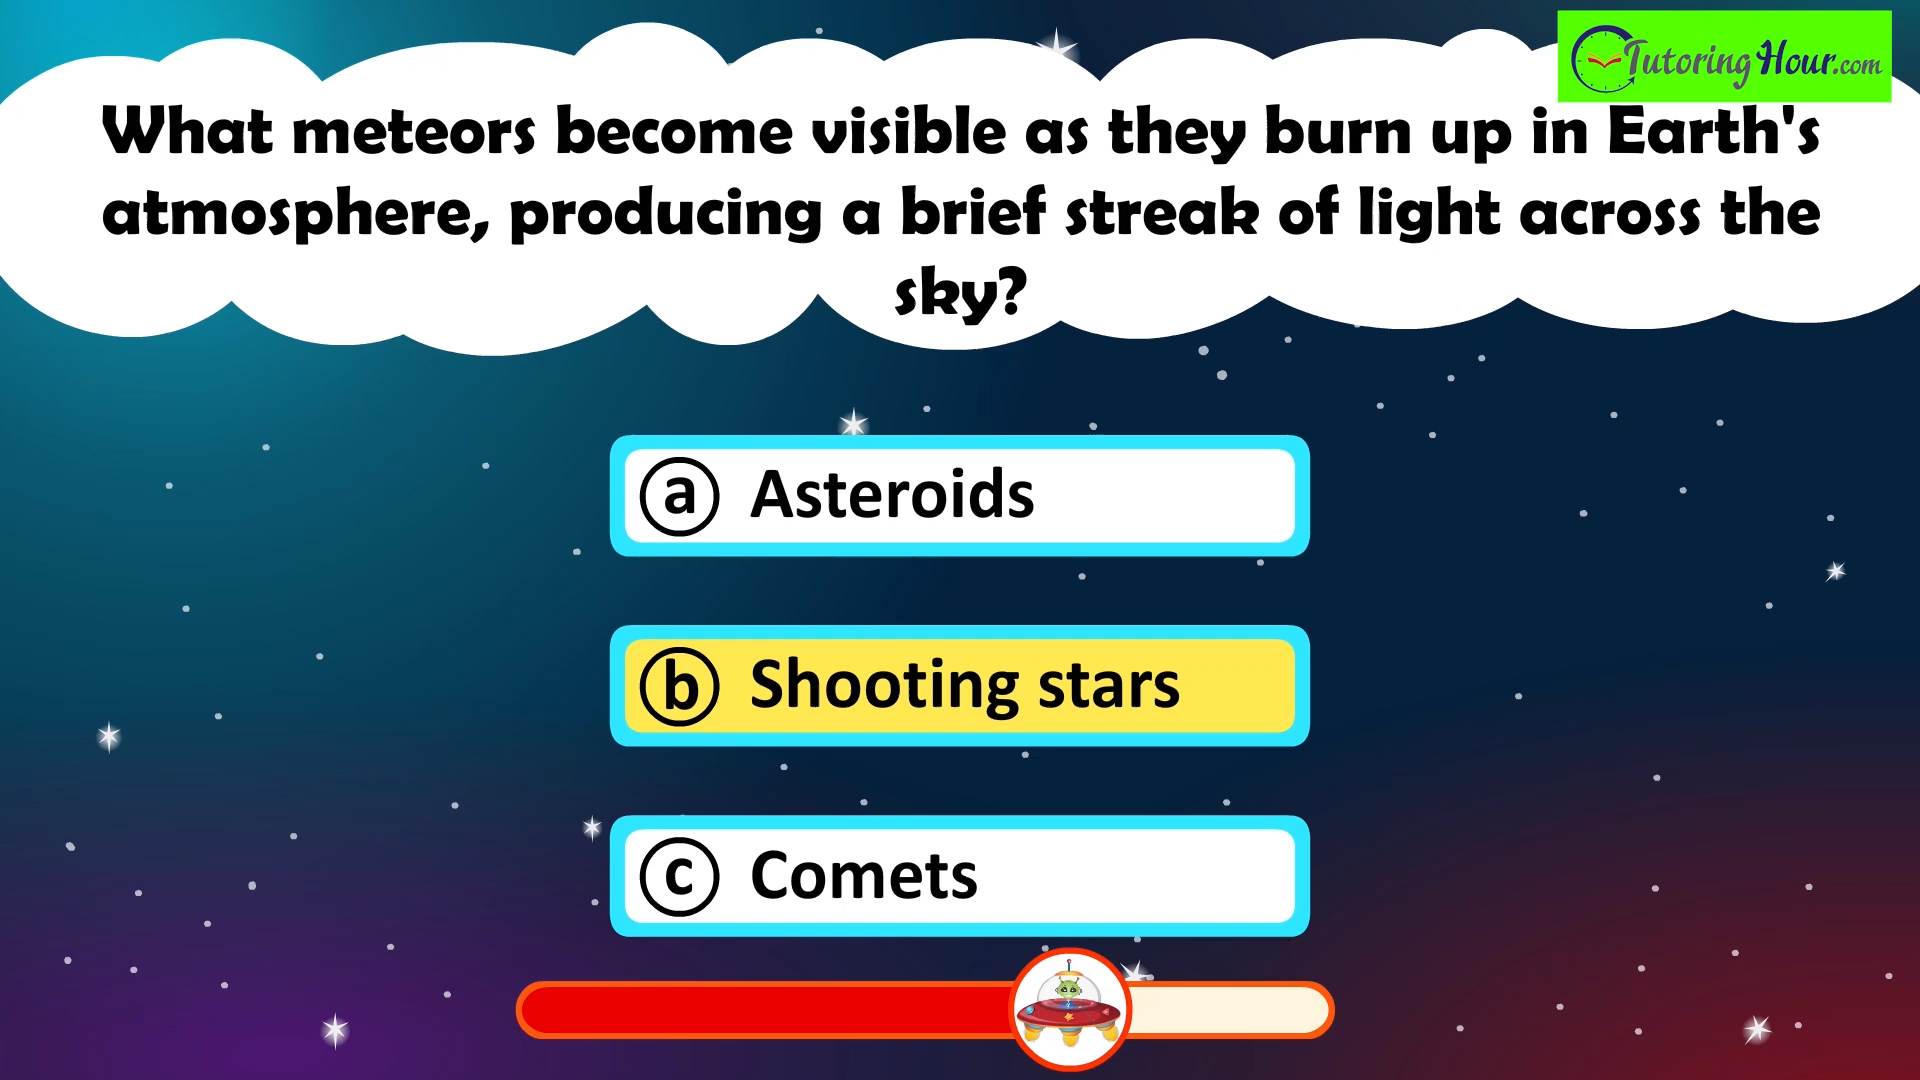 TutoringHour.com
What meteors become visible as they burn up in Earth's
atmosphere, producing a brief streak of light across the
sky?
a Asteroids
b Shooting stars
c Comets